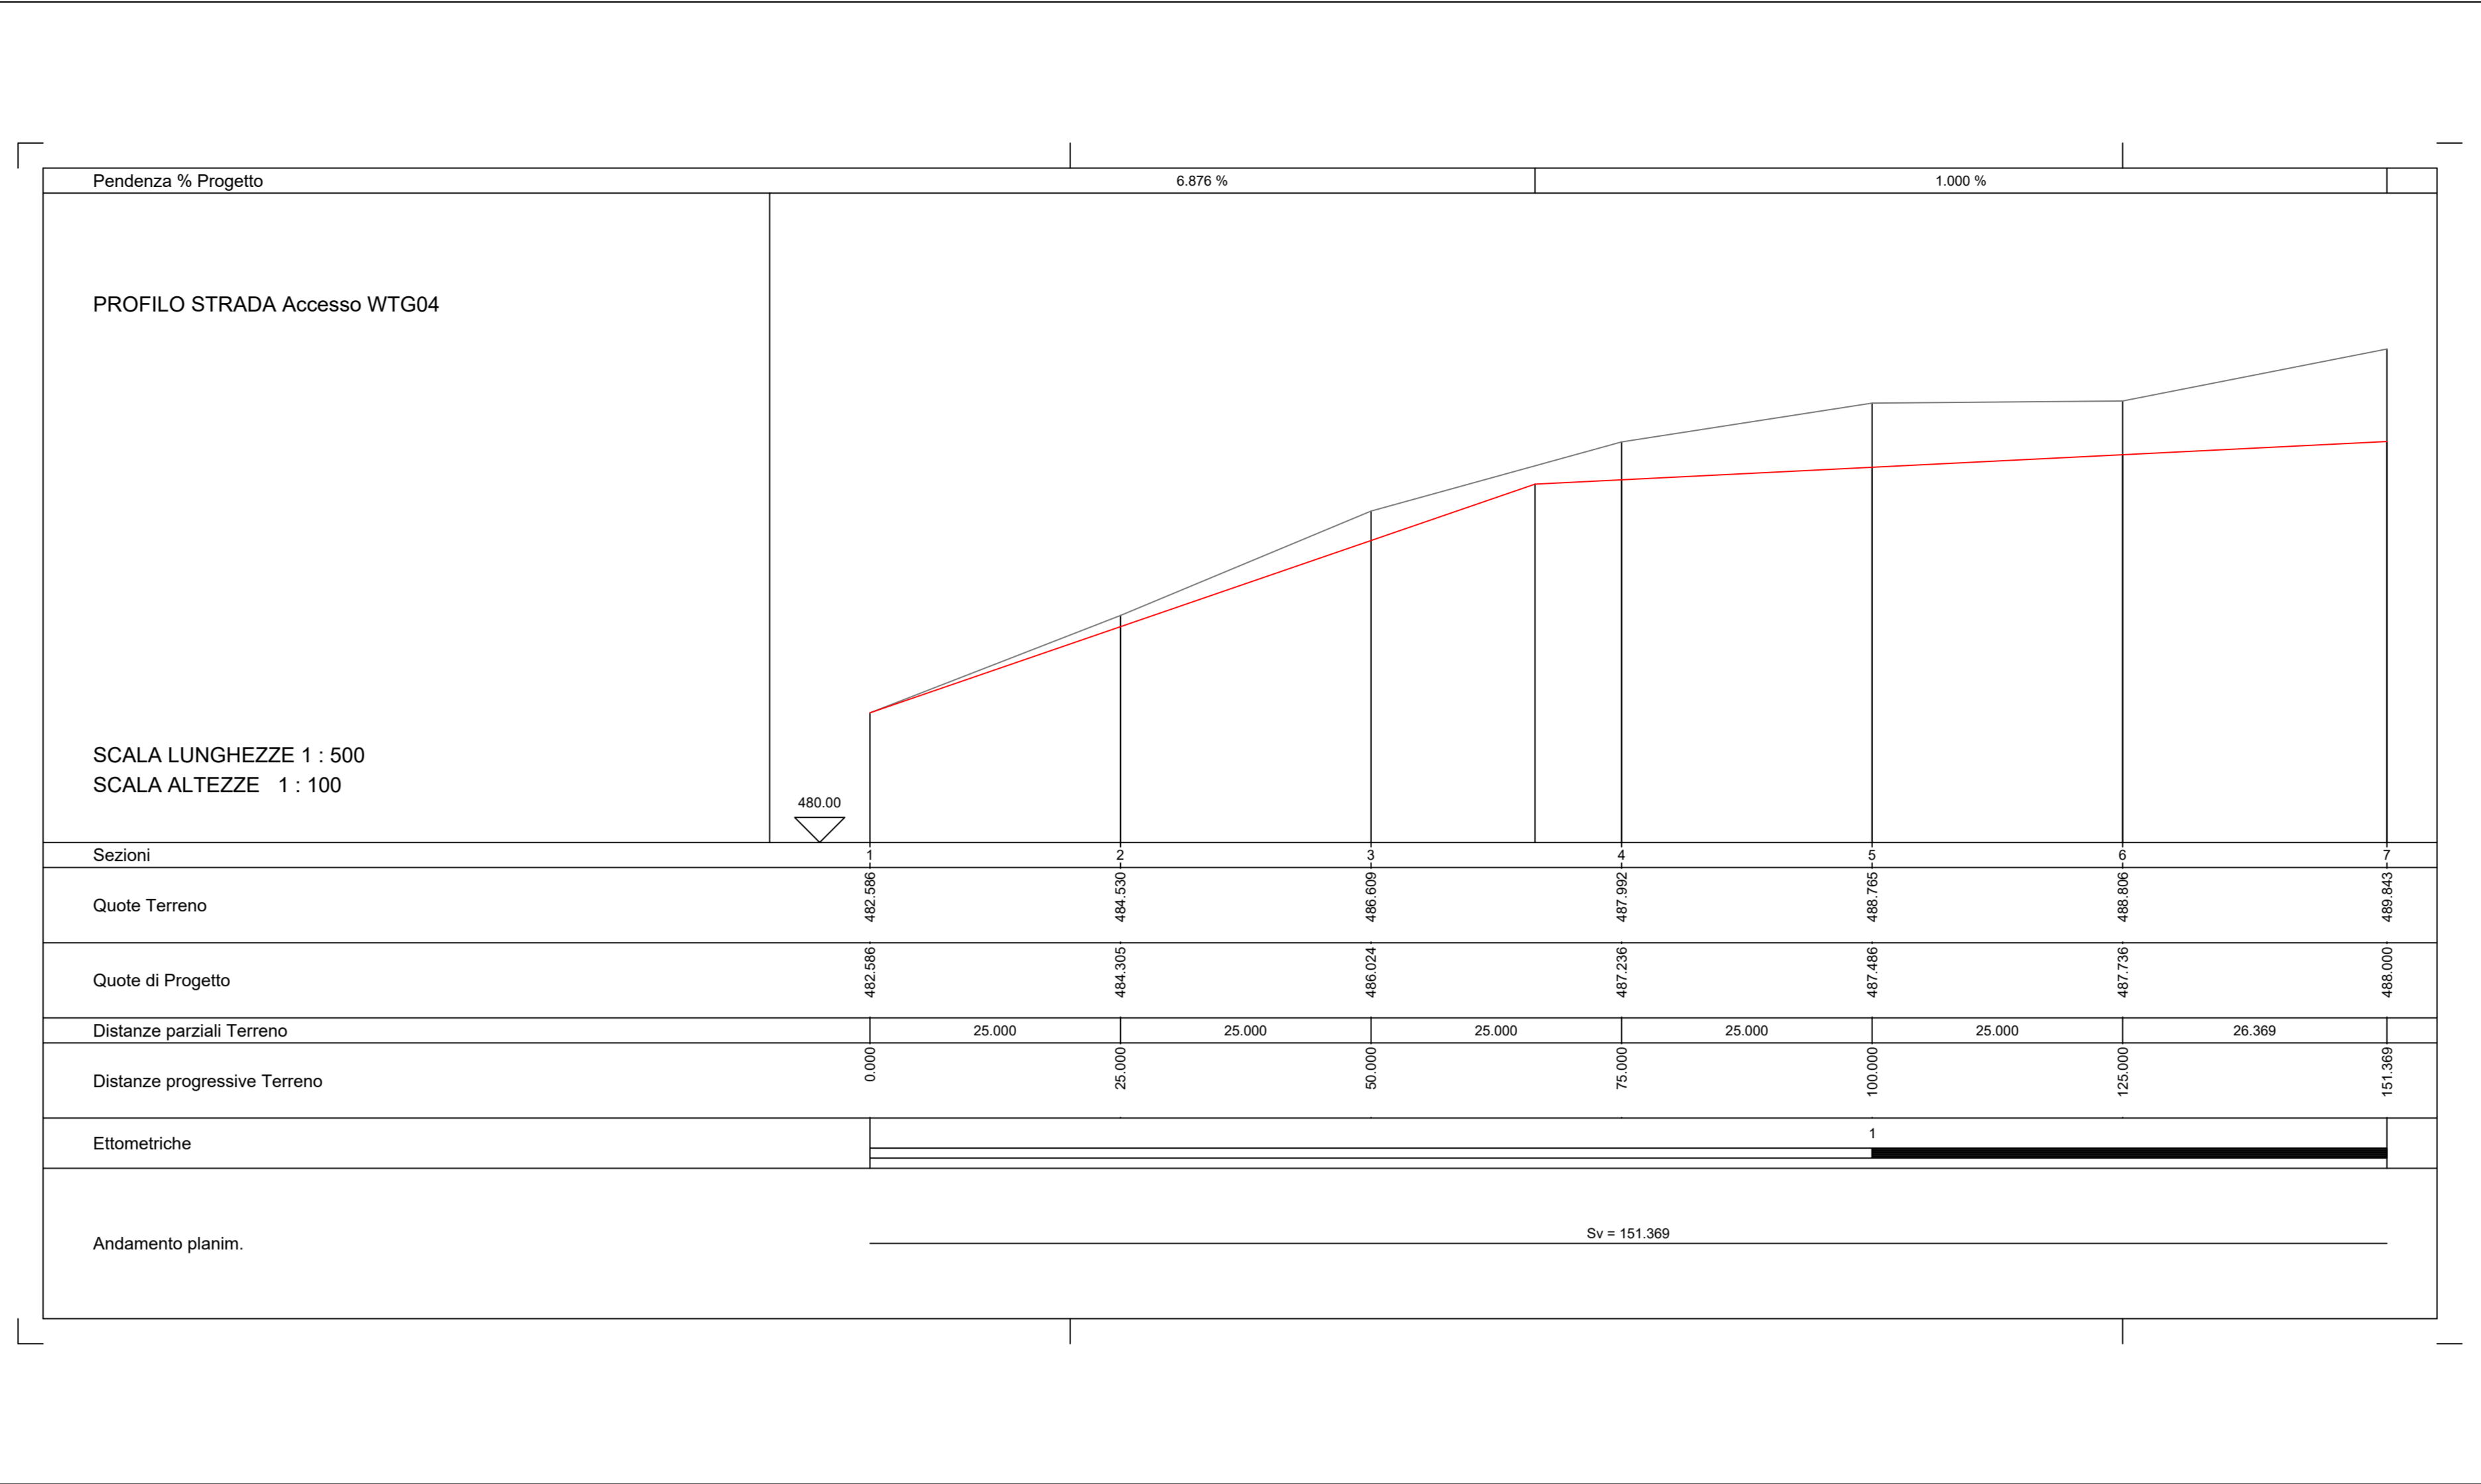 Pendenza % Progetto 6.876 % 1.000 %
PROFILO STRADA Accesso WTG04
SCALA LUNGHEZZE 1 : 500
SCALA ALTEZZE 1 : 100
480.00
Sezioni 1 2 3 4 5 6 7
Quote Terreno 482.586 484.530 486.609 487.992 488.765 488.806 489.843
Quote di Progetto 482.586 484.305 486.024 487.236 487.486 487.736 488.000
Distanze parziali Terreno 25.000 25.000 25.000 25.000 25.000 26.369
Distanze progressive Terreno 0.000 25.000 50.000 75.000 100.000 125.000 151.369
Ettometriche 1
Andamento planim. Sv = 151.369